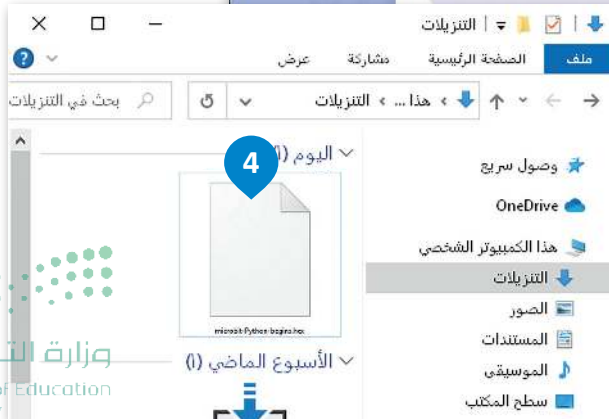 التنزيلات
ملف الصفحة الرئيسية مشاركة عرض
هذا ... التنزيلات
بحث في التنزيلات
وصول سريع
OneDrive
هذا الكمبيوتر الشخصي
التنزيلات
الصور
المستندات
الموسيقى
سطح المكتب
اليوم (١)
4
microbit-Python-begins.hex
الأسبوع الماضي (١)
وزارة
of Education